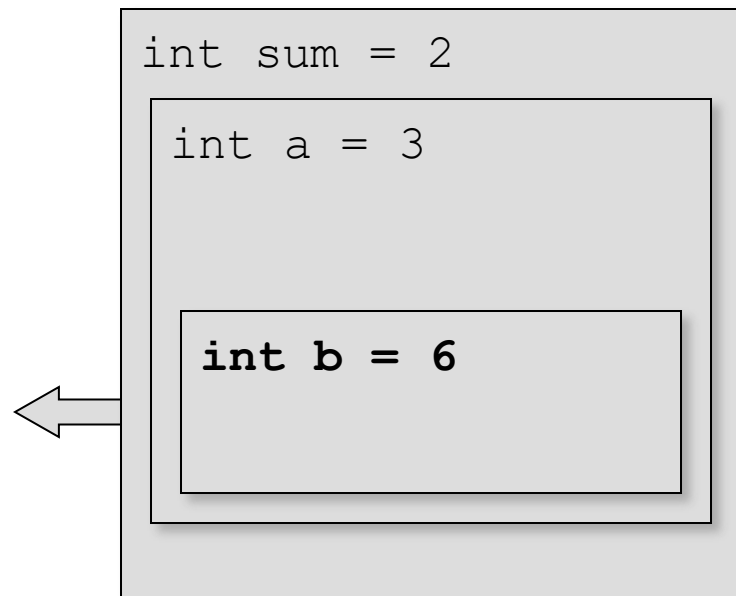 int sum = 2
int a = 3
int b = 6